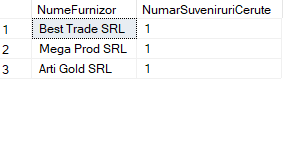 NumeFurnizor NumarSuveniruriCerute
1 Best Trade SRL 1
2 Mega Prod SRL 1
3 Arti Gold SRL 1